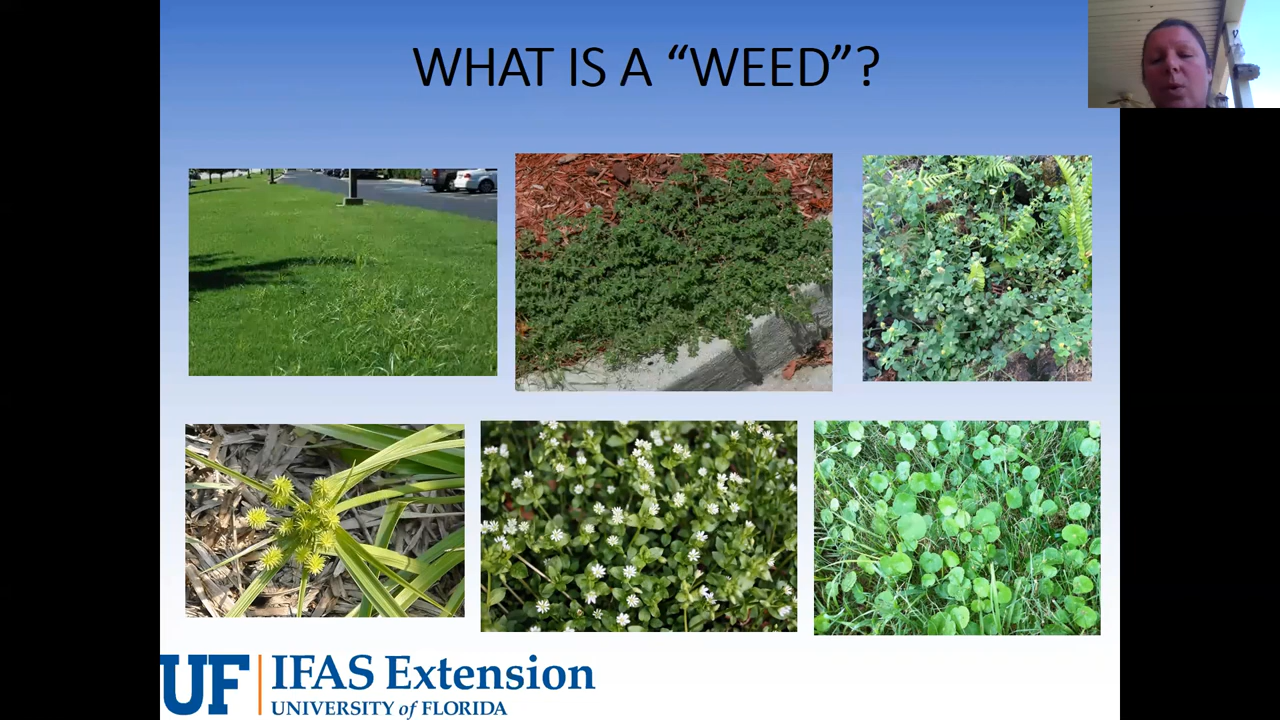 WHAT IS A “WEED”?
UF
IFAS Extension
UNIVERSITY of FLORIDA